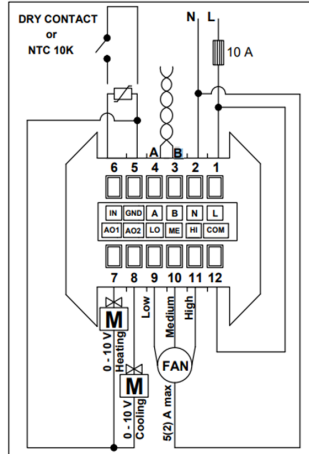 DRY CONTACT
or
NTC 10K
N L
10 A
A B
6 5 4 3 2 1
IN GND A B N L
AO1 AO2 LO ME HI COM
7 8 9 10 11 12
Low
Medium
High
M
0 - 10 V
Heating
M
0 - 10 V
Cooling
FAN
5(2) A max